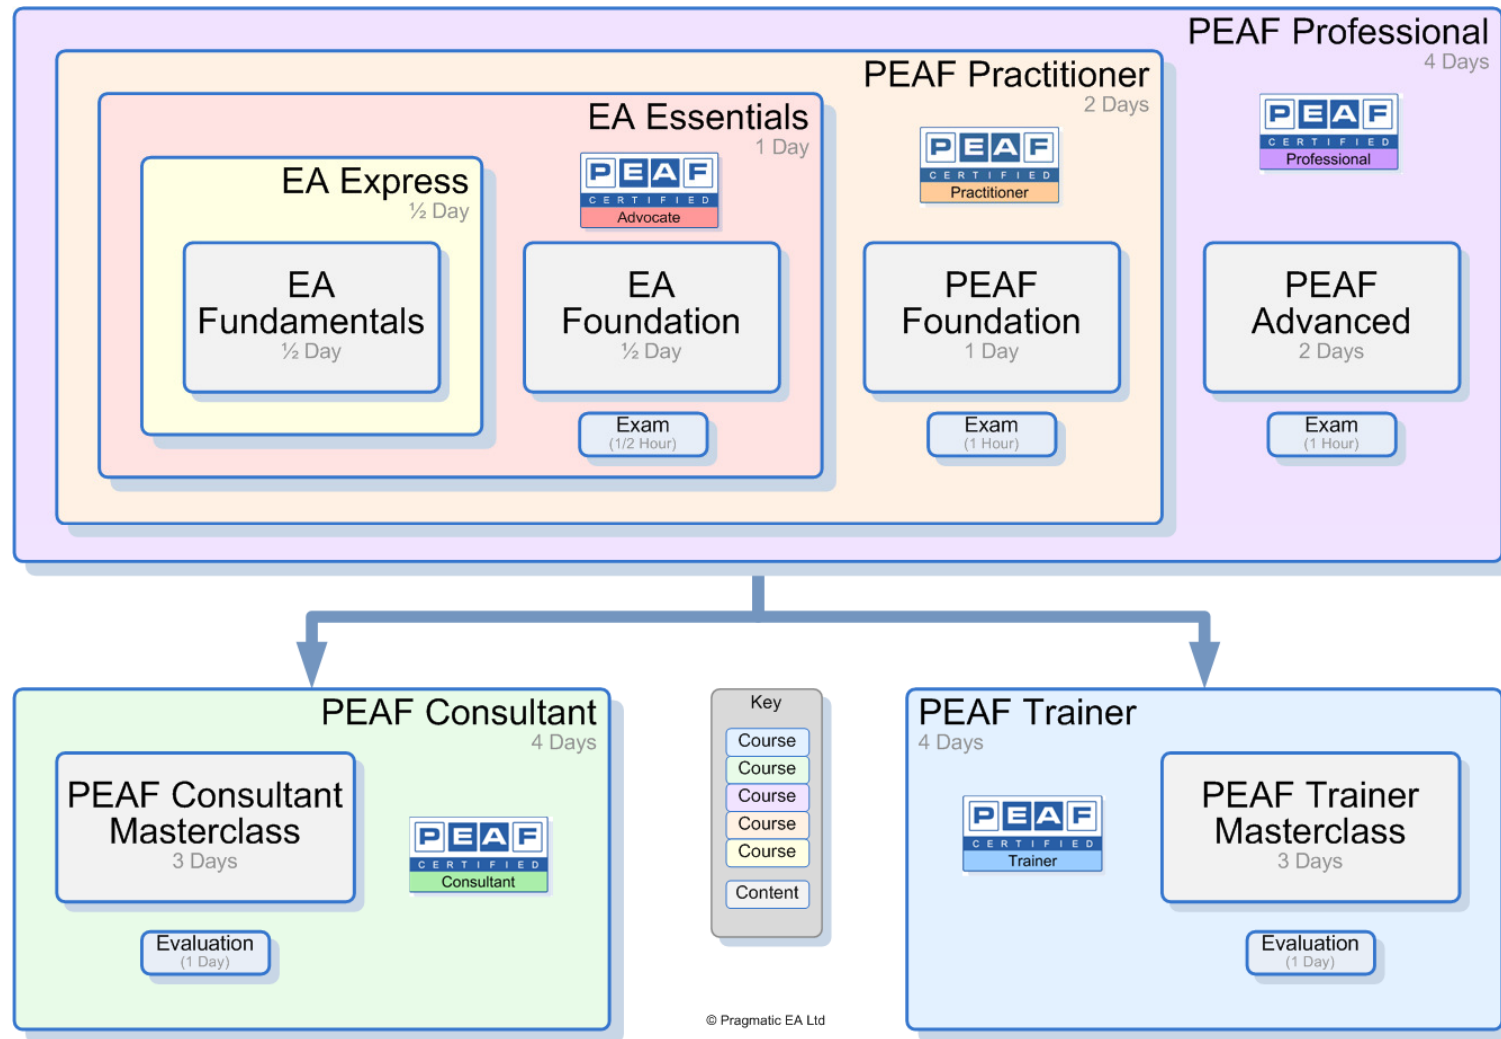 PEAF Professional
4 Days
PEAF Practitioner
2 Days
EA Essentials
1 Day
EA Express
½ Day
PEAF
CERTIFIED
Advocate
PEAF
CERTIFIED
Practitioner
PEAF
CERTIFIED
Professional
EA
Fundamentals
½ Day
EA
Foundation
½ Day
PEAF
Foundation
1 Day
PEAF
Advanced
2 Days
Exam
(1/2 Hour)
Exam
(1 Hour)
Exam
(1 Hour)
PEAF Consultant
4 Days
PEAF Consultant
Masterclass
3 Days
PEAF
CERTIFIED
Consultant
Evaluation
(1 Day)
Key
Course
Course
Course
Course
Course
Content
PEAF Trainer
4 Days
PEAF
CERTIFIED
Trainer
PEAF Trainer
Masterclass
3 Days
Evaluation
(1 Day)
© Pragmatic EA Ltd